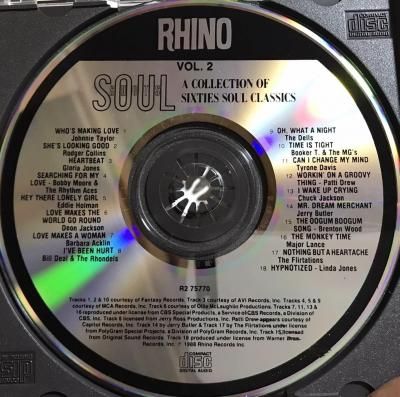 RHINO
VOL. 2
SOUL SHOTS
A COLLECTION OF
SIXTIES SOUL CLASSICS
WHO'S MAKING LOVE 1
Johnnie Taylor
SHE'S LOOKING GOOD 2
Rodger Collins
HEARTBEAT 3
Gloria Jones
SEARCHING FOR MY 4
LOVE - Bobby Moore &
The Rhythm Aces
HEY THERE LONELY GIRL 5
Eddie Holman
LOVE MAKES THE 6
WORLD GO ROUND
Deon Jackson
LOVE MAKES A WOMAN 7
Barbara Acklin
I'VE BEEN HURT 8
Bill Deal & The Rhondels
9 OH, WHAT A NIGHT
The Dells
10 TIME IS TIGHT
Booker T. & The MG's
11 CAN I CHANGE MY MIND
Tyrone Davis
12 WORKIN' ON A GROOVY
THING - Patti Drew
13 I WAKE UP CRYING
Chuck Jackson
14 MR. DREAM MERCHANT
Jerry Butler
15 THE OOGUM BOOGUM
SONG - Brenton Wood
16 THE MONKEY TIME
Major Lance
17 NOTHING BUT A HEARTACHE
The Flirtations
18 HYPNOTIZED - Linda Jones
R2 75770
Tracks 1, 2 & 10 courtesy of Fantasy Records. Track 3 courtesy of AVI Records, Inc. Tracks 4, 5 & 9
courtesy of MCA Records, Inc. Track 6 courtesy of Ollie McLaughlin Productions. Tracks 7, 11, 13 &
16 reproduced under license from CBS Special Products, a Service of CBS Records, a Division of
CBS, Inc. Track 8 licensed from Jerry Ross Productions, Inc. Patti Drew appears courtesy of
Capitol Records, Inc. Track 14 by Jerry Butler & Track 17 by The Flirtations under license
from PolyGram Special Projects, a Division of PolyGram Records, Inc. Track 15 licensed
from Original Sound Records. Track 18 produced under license from Warner Bros.
Records, Inc. ℗ © 1988 Rhino Records Inc.
COMPACT
disc
DIGITAL AUDIO